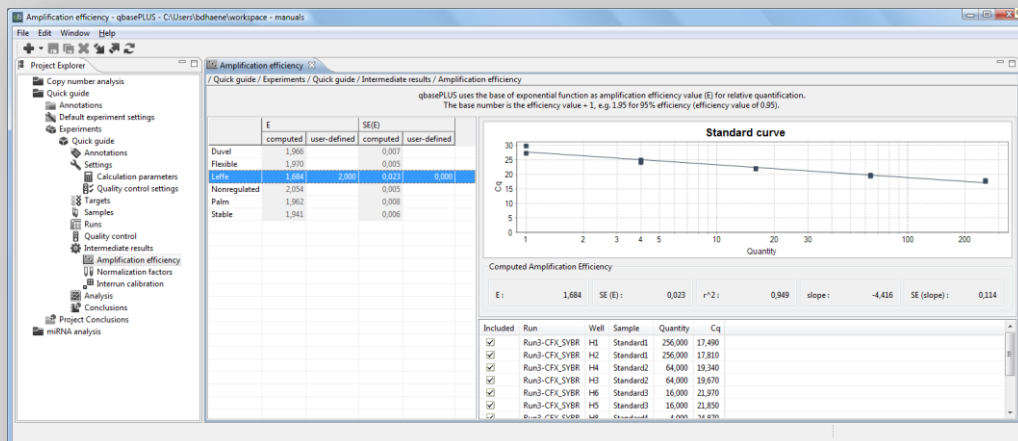 Amplification efficiency - qbasePLUS - C:\Users\bdhaene\workspace - manuals
File Edit Window Help
Project Explorer
Copy number analysis
Quick guide
Annotations
Default experiment settings
Experiments
Quick guide
Annotations
Settings
Calculation parameters
Quality control settings
Targets
Samples
Runs
Quality control
Intermediate results
Amplification efficiency
Normalization factors
Interrun calibration
Analysis
Conclusions
Project Conclusions
miRNA analysis
Amplification efficiency
/ Quick guide / Experiments / Quick guide / Intermediate results / Amplification efficiency
qbasePLUS uses the base of exponential function as amplification efficiency value (E) for relative quantification.
The base number is the efficiency value + 1, e.g. 1.95 for 95% efficiency (efficiency value of 0.95).
E SE(E)
computed user-defined computed user-defined
Duvel 1,966 0,007
Flexible 1,970 0,005
Leffe 1,684 2,000 0,023 0,000
Nonregulated 2,054 0,005
Palm 1,962 0,008
Stable 1,941 0,006
Standard curve
Cq
30
25
20
15
10
5
0
1 2 3 4 5 10 20 30 100 200
Quantity
Computed Amplification Efficiency
E : 1,684 SE (E) : 0,023 r^2 : 0,949 slope : -4,416 SE (slope) : 0,114
Included Run Well Sample Quantity Cq
Run3-CFX_SYBR H1 Standard1 256,000 17,490
Run3-CFX_SYBR H2 Standard1 256,000 17,810
Run3-CFX_SYBR H4 Standard2 64,000 19,340
Run3-CFX_SYBR H3 Standard2 64,000 19,670
Run3-CFX_SYBR H6 Standard3 16,000 21,970
Run3-CFX_SYBR H5 Standard3 16,000 21,850